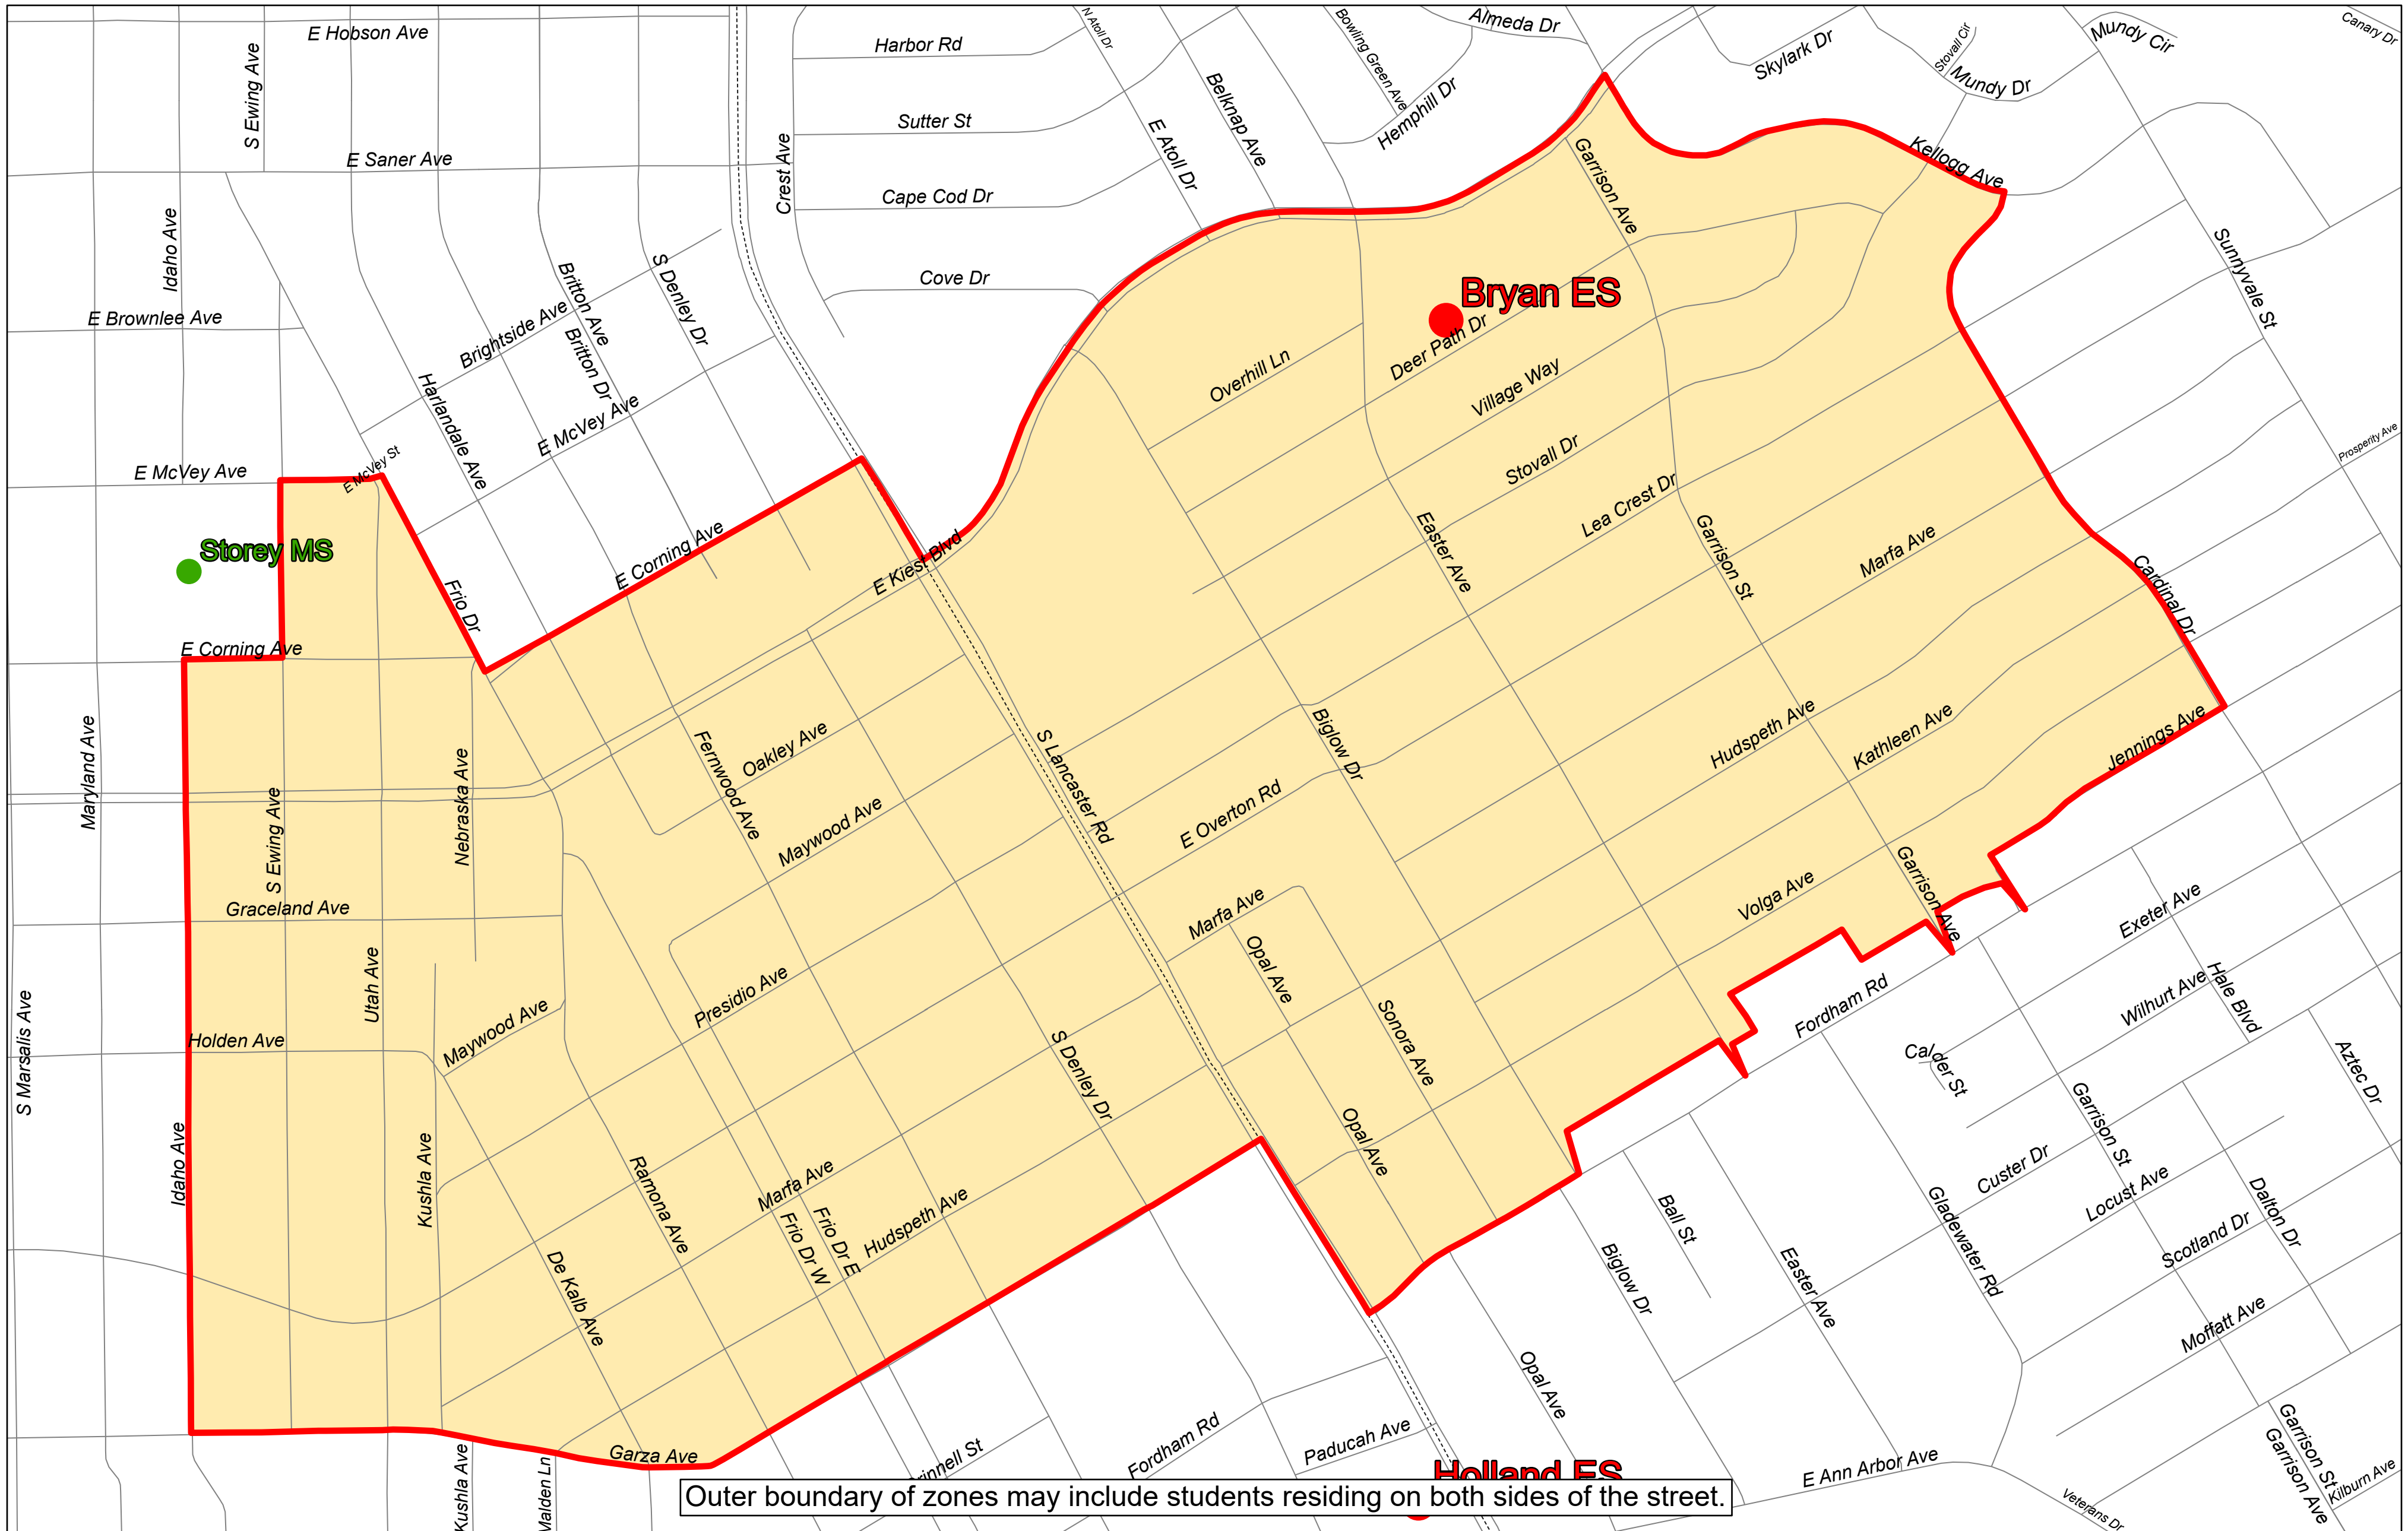 E Hobson Ave
Harbor Rd
N Atoll Dr
Bowling Green Ave
Almeda Dr
Skylark Dr
Stovall Cir
Mundy Cir
Canary Dr
S Ewing Ave
Sutter St
Belknap Ave
Hemphill Dr
Mundy Dr
E Saner Ave
Crest Ave
E Atoll Dr
Garrison Ave
Kellogg Ave
Idaho Ave
Cape Cod Dr
Britton Ave
S Denley Dr
Cove Dr
Bryan ES
Sunnyvale St
E Brownlee Ave
Brightside Ave
Britton Dr
Overhill Ln
Deer Path Dr
Village Way
Harlandale Ave
E McVey Ave
E McVey Ave
E McVey St
Stovall Dr
Lea Crest Dr
Prosperity Ave
Storey MS
Frio Dr
E Corning Ave
E Kiest Blvd
Easter Ave
Garrison St
Marfa Ave
Cardinal Dr
E Corning Ave
Maryland Ave
S Ewing Ave
Nebraska Ave
Fernwood Ave
Oakley Ave
Maywood Ave
S Lancaster Rd
E Overton Rd
Biglow Dr
Hudspeth Ave
Kathleen Ave
Jennings Ave
Graceland Ave
Marfa Ave
Volga Ave
Garrison Ave
Exeter Ave
S Marsalis Ave
Utah Ave
Holden Ave
Maywood Ave
Presidio Ave
Opal Ave
Sonora Ave
Fordham Rd
Calder St
Wilhurt Ave
Hale Blvd
Aztec Dr
Idaho Ave
Kushla Ave
Ramona Ave
Marfa Ave
S Denley Dr
Opal Ave
Garrison St
Custer Dr
Locust Ave
Frio Dr W
Frio Dr E
Hudspeth Ave
Ball St
Gladewater Rd
Dalton Dr
Scotland Dr
De Kalb Ave
Biglow Dr
Easter Ave
Moffatt Ave
Garza Ave
Kushla Ave
Malden Ln
Fordham Rd
Paducah Ave
Opal Ave
E Ann Arbor Ave
Garrison St
Garrison Ave
Kilburn Ave
Veterans Dr
Holland ES
Outer boundary of zones may include students residing on both sides of the street.